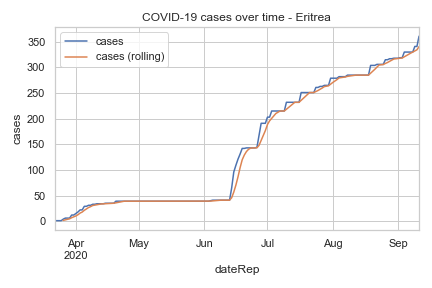 COVID-19 cases over time - Eritrea
cases
cases (rolling)
350
300
250
200
150
100
50
0
cases
Apr
2020
May
Jun
Jul
Aug
Sep
dateRep